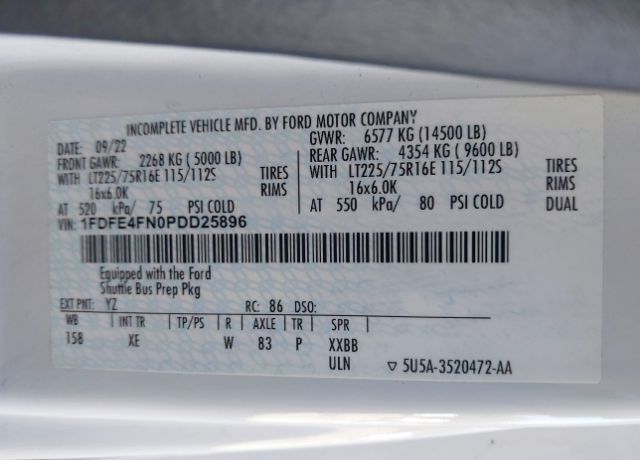 INCOMPLETE VEHICLE MFD. BY FORD MOTOR COMPANY
DATE: 09/22 GVWR: 6577 KG (14500 LB)
FRONT GAWR: 2268 KG ( 5000 LB) REAR GAWR: 4354 KG ( 9600 LB)
WITH LT225/75R16E 115/112S TIRES WITH LT225/75R16E 115/112S TIRES
16x6.0K RIMS 16x6.0K RIMS
AT 520 kPa/ 75 PSI COLD AT 550 kPa/ 80 PSI COLD DUAL
VIN: 1FDFE4FN0PDD25896
Equipped with the Ford
Shuttle Bus Prep Pkg
EXT PNT: YZ RC: 86 DSO:
WB INT TR TP/PS R AXLE TR SPR
158 XE W 83 P XXBB
ULN ▽ 5U5A-3520472-AA